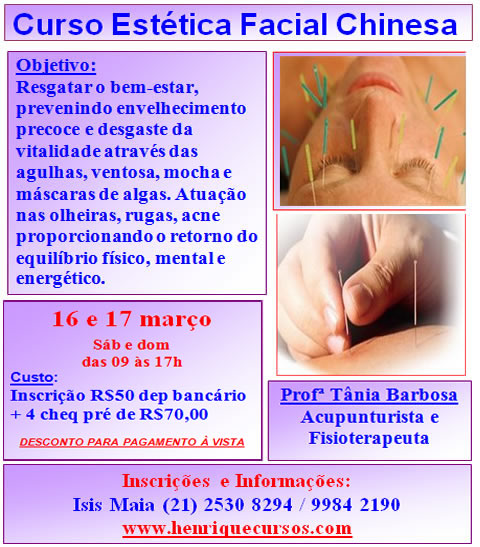 Curso Estética Facial Chinesa
Objetivo:
Resgatar o bem-estar,
prevenindo envelhecimento
precoce e desgaste da
vitalidade através das
agulhas, ventosa, mocha e
máscaras de algas. Atuação
nas olheiras, rugas, acne
proporcionando o retorno do
equilíbrio físico, mental e
energético.
16 e 17 março
Sáb e dom
das 09 às 17h
Custo:
Inscrição R$50 dep bancário
+ 4 cheq pré de R$70,00
DESCONTO PARA PAGAMENTO À VISTA
Profª Tânia Barbosa
Acupunturista e
Fisioterapeuta
Inscrições e Informações:
Isis Maia (21) 2530 8294 / 9984 2190
www.henriquecursos.com